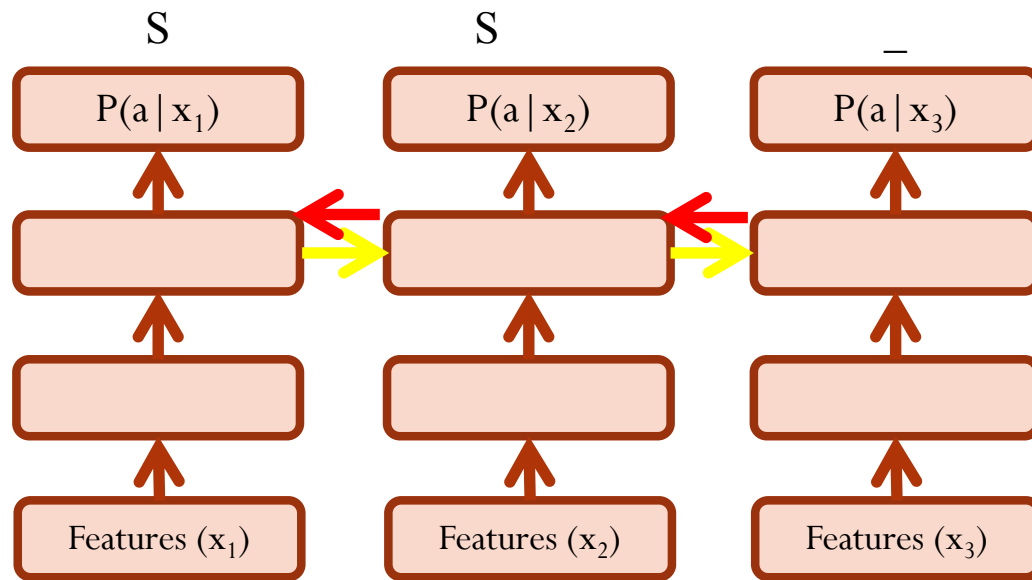 S S _
P(a|x₁) P(a|x₂) P(a|x₃)
Features (x₁) Features (x₂) Features (x₃)